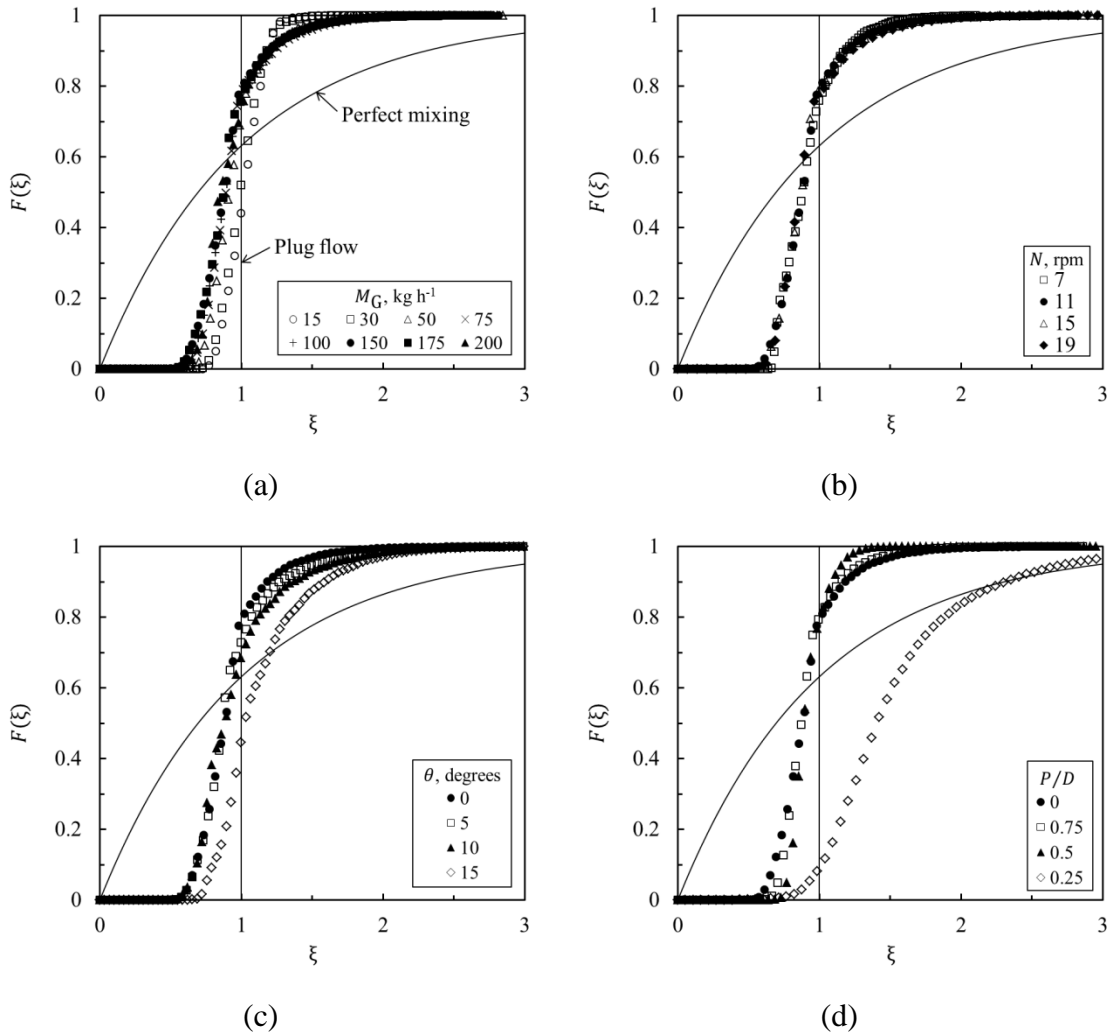 1
0.8
0.6
0.4
0.2
0
F(ξ)
Perfect mixing
Plug flow
M_G, kg h⁻¹
15 30 50 75
100 150 175 200
0 1 2 3
ξ
(a)
1
0.8
0.6
0.4
0.2
0
F(ξ)
N, rpm
7
11
15
19
0 1 2 3
ξ
(b)
1
0.8
0.6
0.4
0.2
0
F(ξ)
θ, degrees
0
5
10
15
0 1 2 3
ξ
(c)
1
0.8
0.6
0.4
0.2
0
F(ξ)
P/D
0
0.75
0.5
0.25
0 1 2 3
ξ
(d)